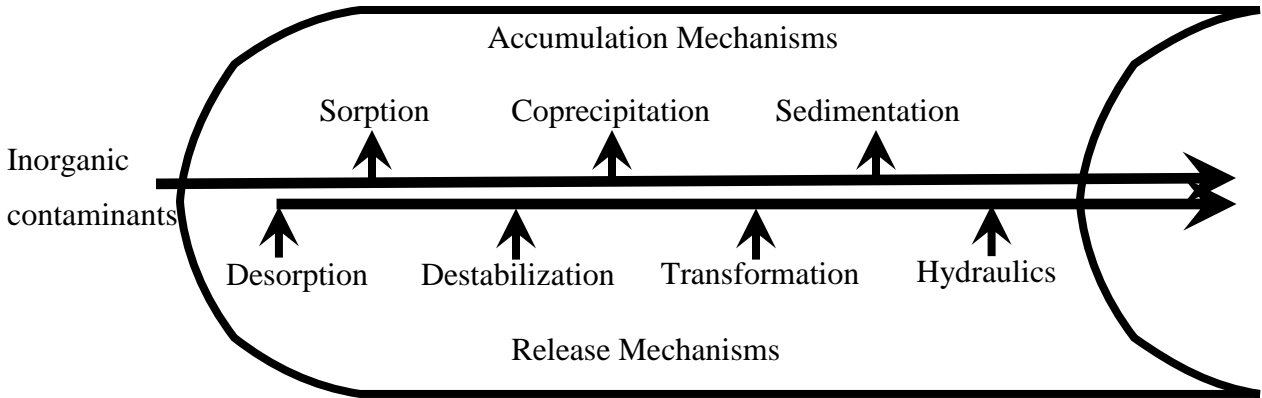 Accumulation Mechanisms
Sorption Coprecipitation Sedimentation
Inorganic
contaminants
Desorption Destabilization Transformation Hydraulics
Release Mechanisms